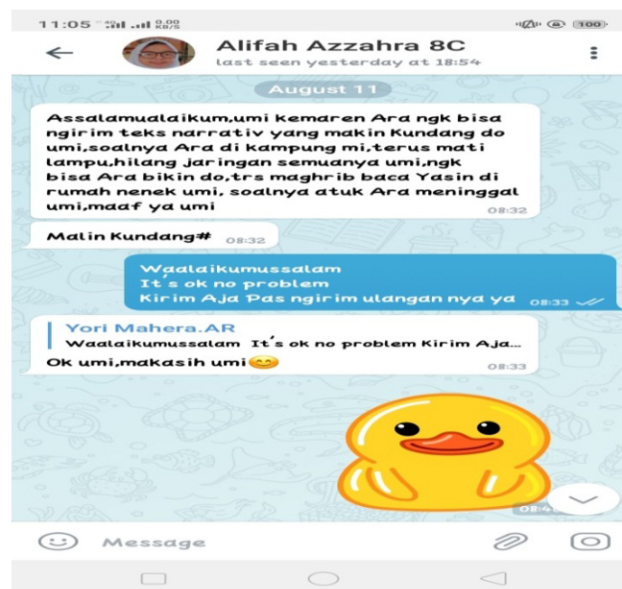 11:05
0.00
KB/s
100
Alifah Azzahra 8C
last seen yesterday at 18:54
August 11
Assalamualaikum,umi kemaren Ara ngk bisa
ngirim teks narrativ yang makin Kundang do
umi,soalnya Ara di kampung mi,terus mati
lampu,hilang jaringan semuanya umi,ngk
bisa Ara bikin do,trs maghrib baca Yasin di
rumah nenek umi, soalnya atuk Ara meninggal
umi,maaf ya umi
08:32
Malin Kundang# 08:32
Waalaikumussalam
It's ok no problem
Kirim Aja Pas ngirim ulangan nya ya 08:33
Yori Mahera.AR
Waalaikumussalam It's ok no problem Kirim Aja...
Ok umi,makasih umi😊 08:33
Message